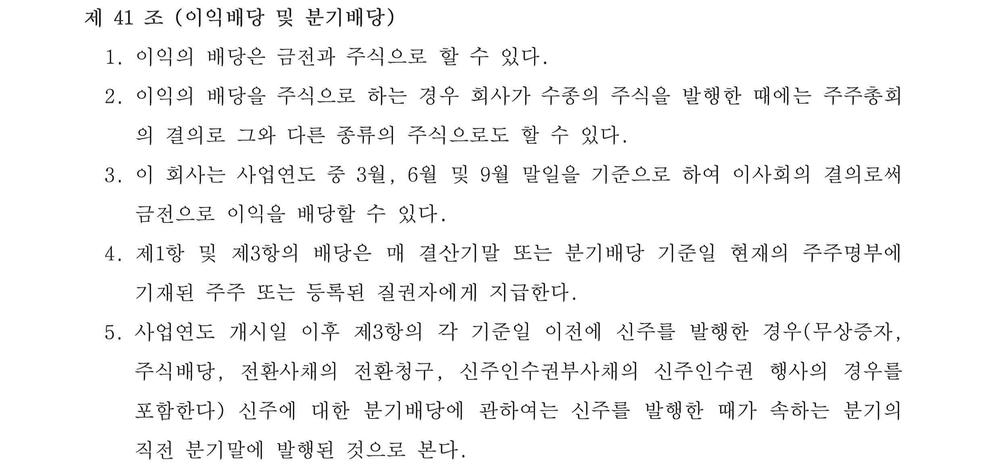 제 41 조 (이익배당 및 분기배당)
1. 이익의 배당은 금전과 주식으로 할 수 있다.
2. 이익의 배당을 주식으로 하는 경우 회사가 수종의 주식을 발행한 때에는 주주총회
의 결의로 그와 다른 종류의 주식으로도 할 수 있다.
3. 이 회사는 사업연도 중 3월, 6월 및 9월 말일을 기준으로 하여 이사회의 결의로써
금전으로 이익을 배당할 수 있다.
4. 제1항 및 제3항의 배당은 매 결산기말 또는 분기배당 기준일 현재의 주주명부에
기재된 주주 또는 등록된 질권자에게 지급한다.
5. 사업연도 개시일 이후 제3항의 각 기준일 이전에 신주를 발행한 경우(무상증자,
주식배당, 전환사채의 전환청구, 신주인수권부사채의 신주인수권 행사의 경우를
포함한다) 신주에 대한 분기배당에 관하여는 신주를 발행한 때가 속하는 분기의
직전 분기말에 발행된 것으로 본다.